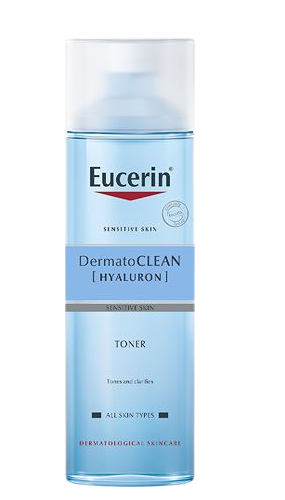 Eucerin®
SENSITIVE SKIN
DermatoCLEAN
[HYALURON]
SENSITIVE SKIN
TONER
Tones and clarifies
ALL SKIN TYPES
DERMATOLOGICAL SKINCARE